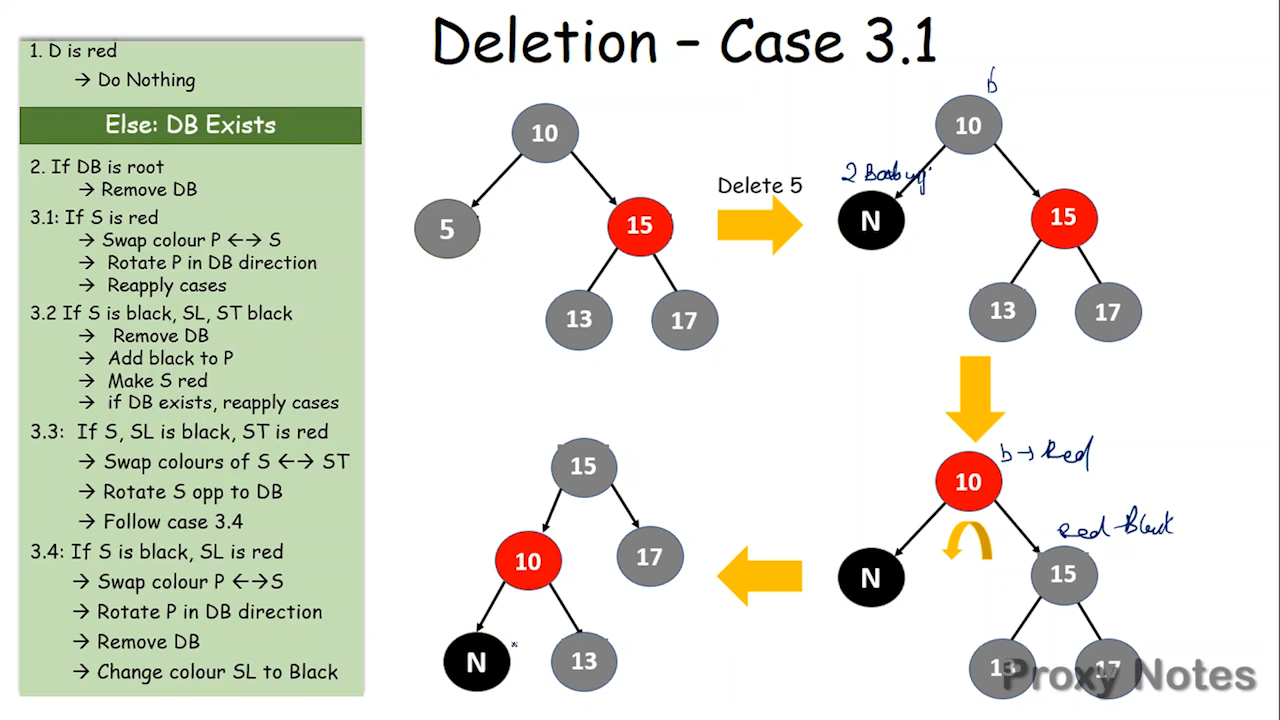 Deletion – Case 3.1
1. D is red
→ Do Nothing
Else: DB Exists
2. If DB is root
→ Remove DB
3.1: If S is red
→ Swap colour P ←→ S
→ Rotate P in DB direction
→ Reapply cases
3.2 If S is black, SL, ST black
→ Remove DB
→ Add black to P
→ Make S red
→ if DB exists, reapply cases
3.3: If S, SL is black, ST is red
→ Swap colours of S ←→ ST
→ Rotate S opp to DB
→ Follow case 3.4
3.4: If S is black, SL is red
→ Swap colour P ←→S
→ Rotate P in DB direction
→ Remove DB
→ Change colour SL to Black
10
5
15
13
17
Delete 5
b
10
2
N
15
13
17
b → Red
10
Red Black
N
15
13
17
15
10
17
N
13
Proxy Notes